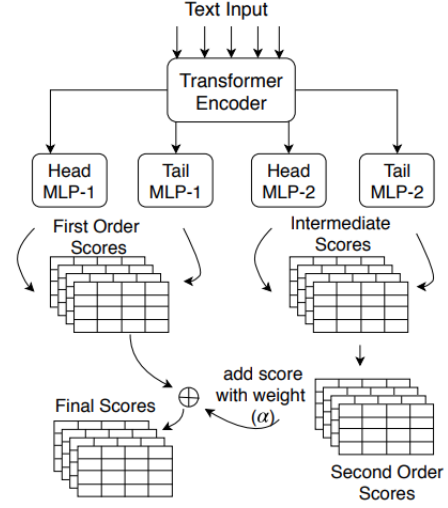 Text Input
Transformer
Encoder
Head
MLP-1
Tail
MLP-1
Head
MLP-2
Tail
MLP-2
First Order
Scores
Intermediate
Scores
add score
with weight
(α)
Final Scores
Second Order
Scores